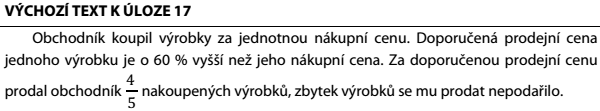 VÝCHOZÍ TEXT K ÚLOZE 17
Obchodník koupil výrobky za jednotnou nákupní cenu. Doporučená prodejní cena
jednoho výrobku je o 60 % vyšší než jeho nákupní cena. Za doporučenou prodejní cenu
prodal obchodník 4/5 nakoupených výrobků, zbytek výrobků se mu prodat nepodařilo.